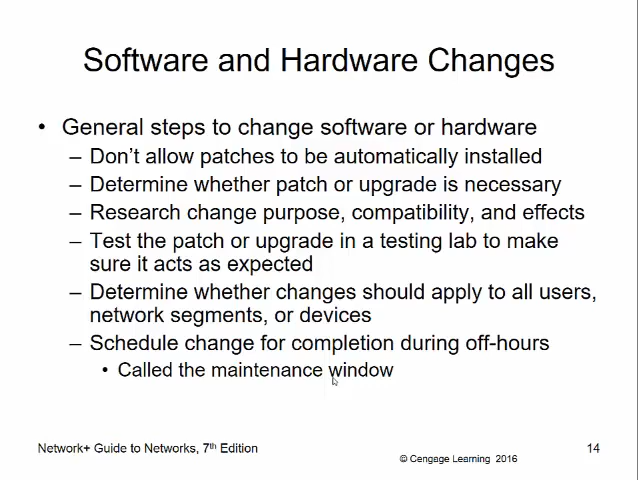 Software and Hardware Changes
• General steps to change software or hardware
– Don't allow patches to be automatically installed
– Determine whether patch or upgrade is necessary
– Research change purpose, compatibility, and effects
– Test the patch or upgrade in a testing lab to make
sure it acts as expected
– Determine whether changes should apply to all users,
network segments, or devices
– Schedule change for completion during off-hours
• Called the maintenance window
Network+ Guide to Networks, 7th Edition
© Cengage Learning 2016
14